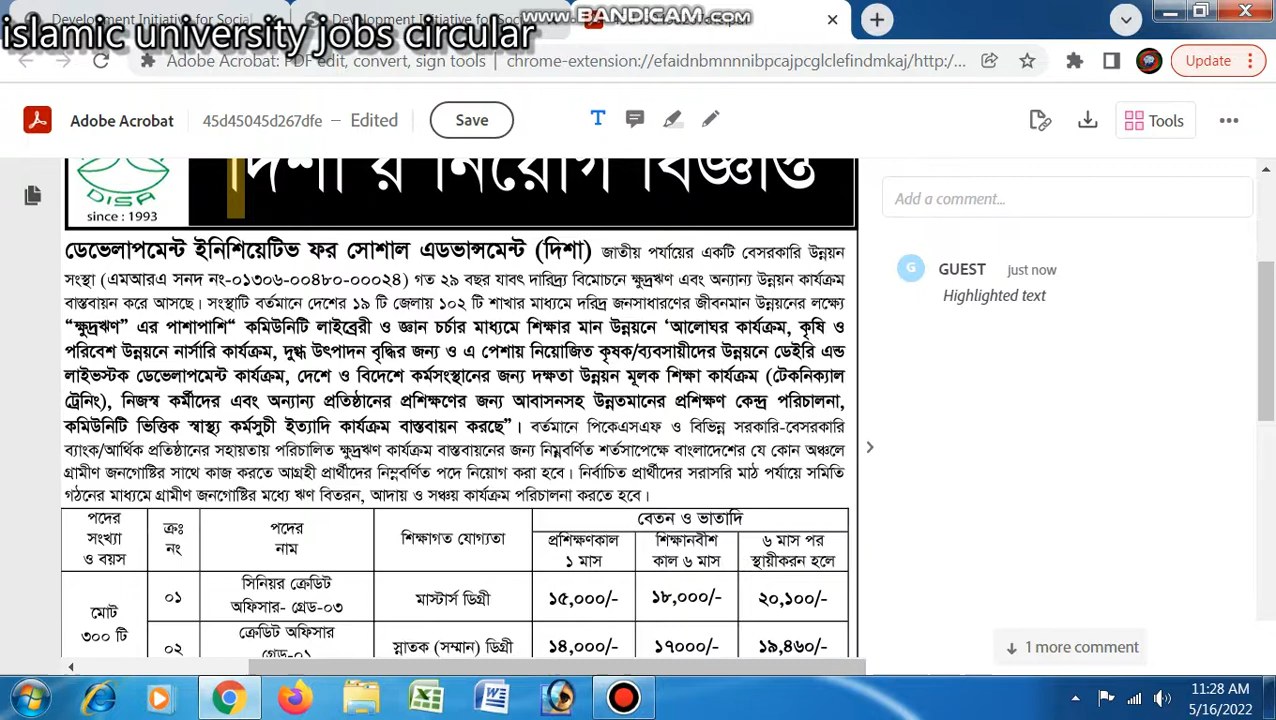 Development Initiative for Social
Development Initiative for So
www.BANDICAM.com
islamic university jobs circular
Adobe Acrobat: PDF edit, convert, sign tools | chrome-extension://efaidnbmnnnibpcajpcglclefindmkaj/http:/...
Update
Adobe Acrobat
45d45045d267dfe – Edited
Save
Tools
DISA
since : 1993
দিশা'র নিয়োগ বিজ্ঞপ্তি
ডেভেলাপমেন্ট ইনিশিয়েটিভ ফর সোশাল এডভান্সমেন্ট (দিশা) জাতীয় পর্যায়ের একটি বেসরকারি উন্নয়ন
সংস্থা (এমআরএ সনদ নং-০১৩০৬-০০৪৮০-০০০২৪) গত ২৯ বছর যাবৎ দারিদ্র্য বিমোচনে ক্ষুদ্রঋণ এবং অন্যান্য উন্নয়ন কার্যক্রম
বাস্তবায়ন করে আসছে। সংস্থাটি বর্তমানে দেশের ১৯ টি জেলায় ১০২ টি শাখার মাধ্যমে দরিদ্র জনসাধারণের জীবনমান উন্নয়নের লক্ষ্যে
“ক্ষুদ্রঋণ” এর পাশাপাশি“ কমিউনিটি লাইব্রেরী ও জ্ঞান চর্চার মাধ্যমে শিক্ষার মান উন্নয়নে ‘আলোঘর কার্যক্রম, কৃষি ও
পরিবেশ উন্নয়নে নার্সারি কার্যক্রম, দুগ্ধ উৎপাদন বৃদ্ধির জন্য ও এ পেশায় নিয়োজিত কৃষক/ব্যবসায়ীদের উন্নয়নে ডেইরি এন্ড
লাইভস্টক ডেভেলাপমেন্ট কার্যক্রম, দেশে ও বিদেশে কর্মসংস্থানের জন্য দক্ষতা উন্নয়ন মূলক শিক্ষা কার্যক্রম (টেকনিক্যাল
ট্রেনিং), নিজস্ব কর্মীদের এবং অন্যান্য প্রতিষ্ঠানের প্রশিক্ষণের জন্য আবাসনসহ উন্নতমানের প্রশিক্ষণ কেন্দ্র পরিচালনা,
কমিউনিটি ভিত্তিক স্বাস্থ্য কর্মসুচী ইত্যাদি কার্যক্রম বাস্তবায়ন করছে”। বর্তমানে পিকেএসএফ ও বিভিন্ন সরকারি-বেসরকারি
ব্যাংক/আর্থিক প্রতিষ্ঠানের সহায়তায় পরিচালিত ক্ষুদ্রঋণ কার্যক্রম বাস্তবায়নের জন্য নিম্নবর্ণিত শর্তসাপেক্ষে বাংলাদেশের যে কোন অঞ্চলে
গ্রামীণ জনগোষ্টির সাথে কাজ করতে আগ্রহী প্রার্থীদের নিম্নবর্ণিত পদে নিয়োগ করা হবে। নির্বাচিত প্রার্থীদের সরাসরি মাঠ পর্যায়ে সমিতি
গঠনের মাধ্যমে গ্রামীণ জনগোষ্টির মধ্যে ঋণ বিতরন, আদায় ও সঞ্চয় কার্যক্রম পরিচালনা করতে হবে।
পদের সংখ্যা ও বয়স
ক্রঃ নং
পদের নাম
শিক্ষাগত যোগ্যতা
বেতন ও ভাতাদি
প্রশিক্ষণকাল ১ মাস
শিক্ষানবীশ কাল ৬ মাস
৬ মাস পর স্থায়ীকরন হলে
মোট ৩০০ টি
০১
সিনিয়র ক্রেডিট অফিসার- গ্রেড-০৩
মাস্টার্স ডিগ্রী
১৫,০০০/-
১৮,০০০/-
২০,১০০/-
০২
ক্রেডিট অফিসার গ্রেড-০১
স্নাতক (সম্মান) ডিগ্রী
১৪,০০০/-
১৭০০০/-
১৯,৪৬০/-
Add a comment...
G
GUEST just now
Highlighted text
1 more comment
11:28 AM
5/16/2022